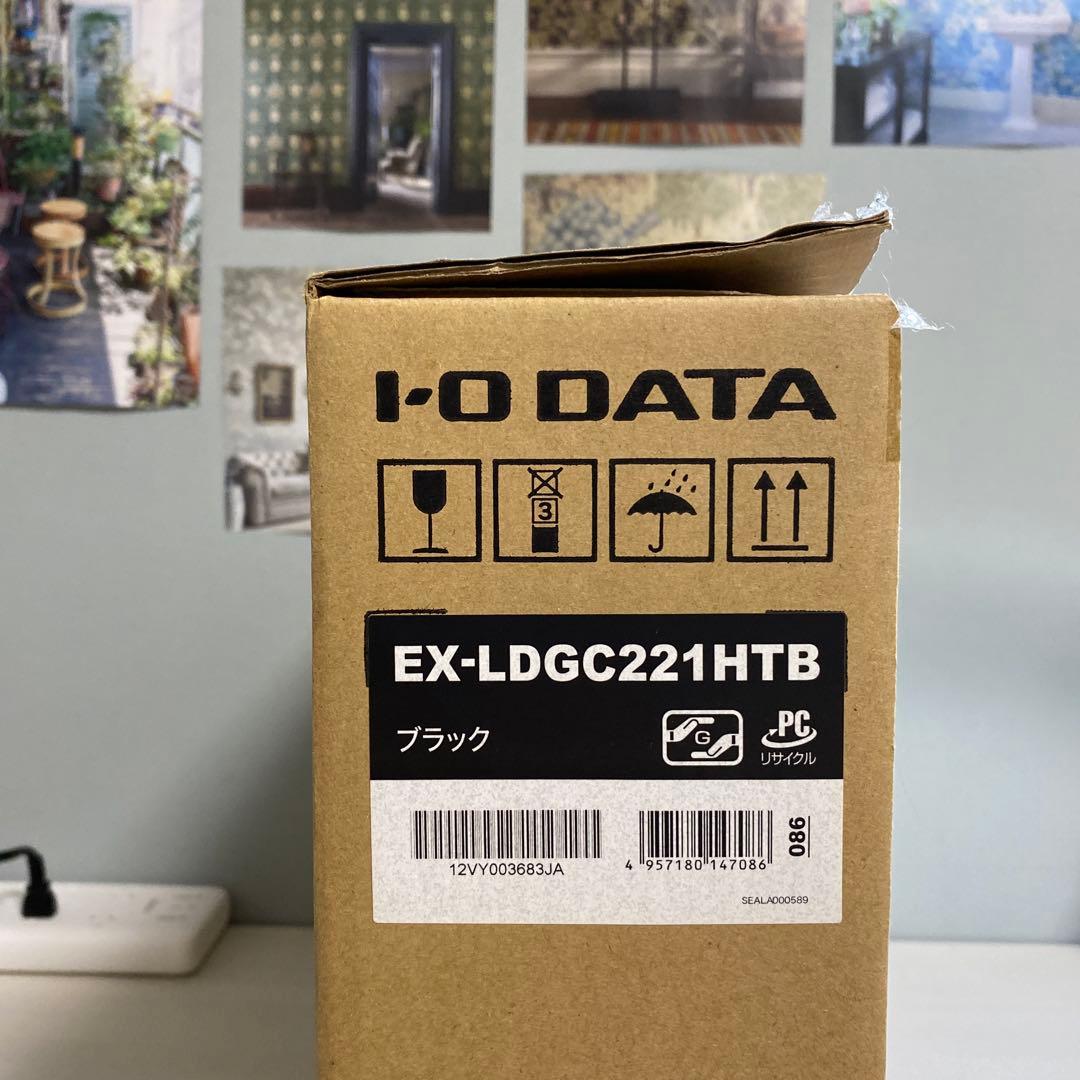 I-O DATA
3
EX-LDGC221HTB
ブラック
G
PC
リサイクル
12VY003683JA
4 957180 147086
086
SEALA000589